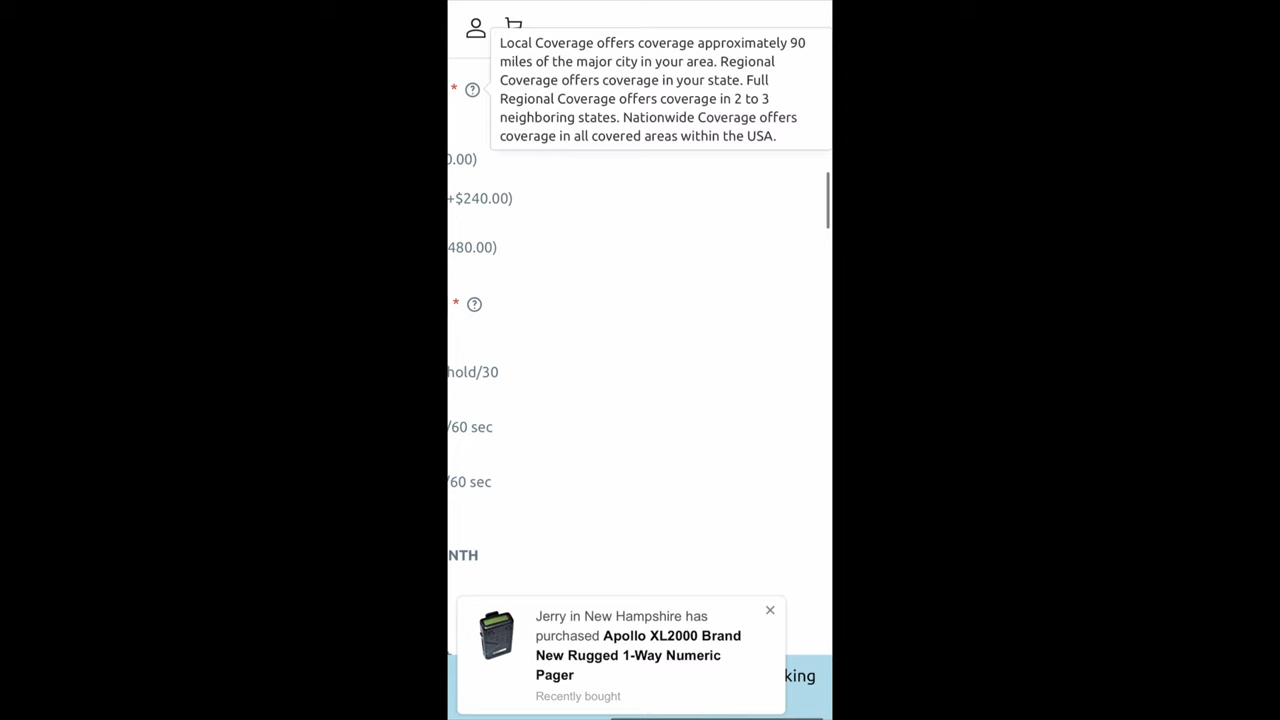 Local Coverage offers coverage approximately 90
miles of the major city in your area. Regional
Coverage offers coverage in your state. Full
Regional Coverage offers coverage in 2 to 3
neighboring states. Nationwide Coverage offers
coverage in all covered areas within the USA.
* ?
0.00)
+$240.00)
480.00)
* ?
hold/30
/60 sec
/60 sec
NTH
Jerry in New Hampshire has
purchased Apollo XL2000 Brand
New Rugged 1-Way Numeric
Pager
Recently bought
king